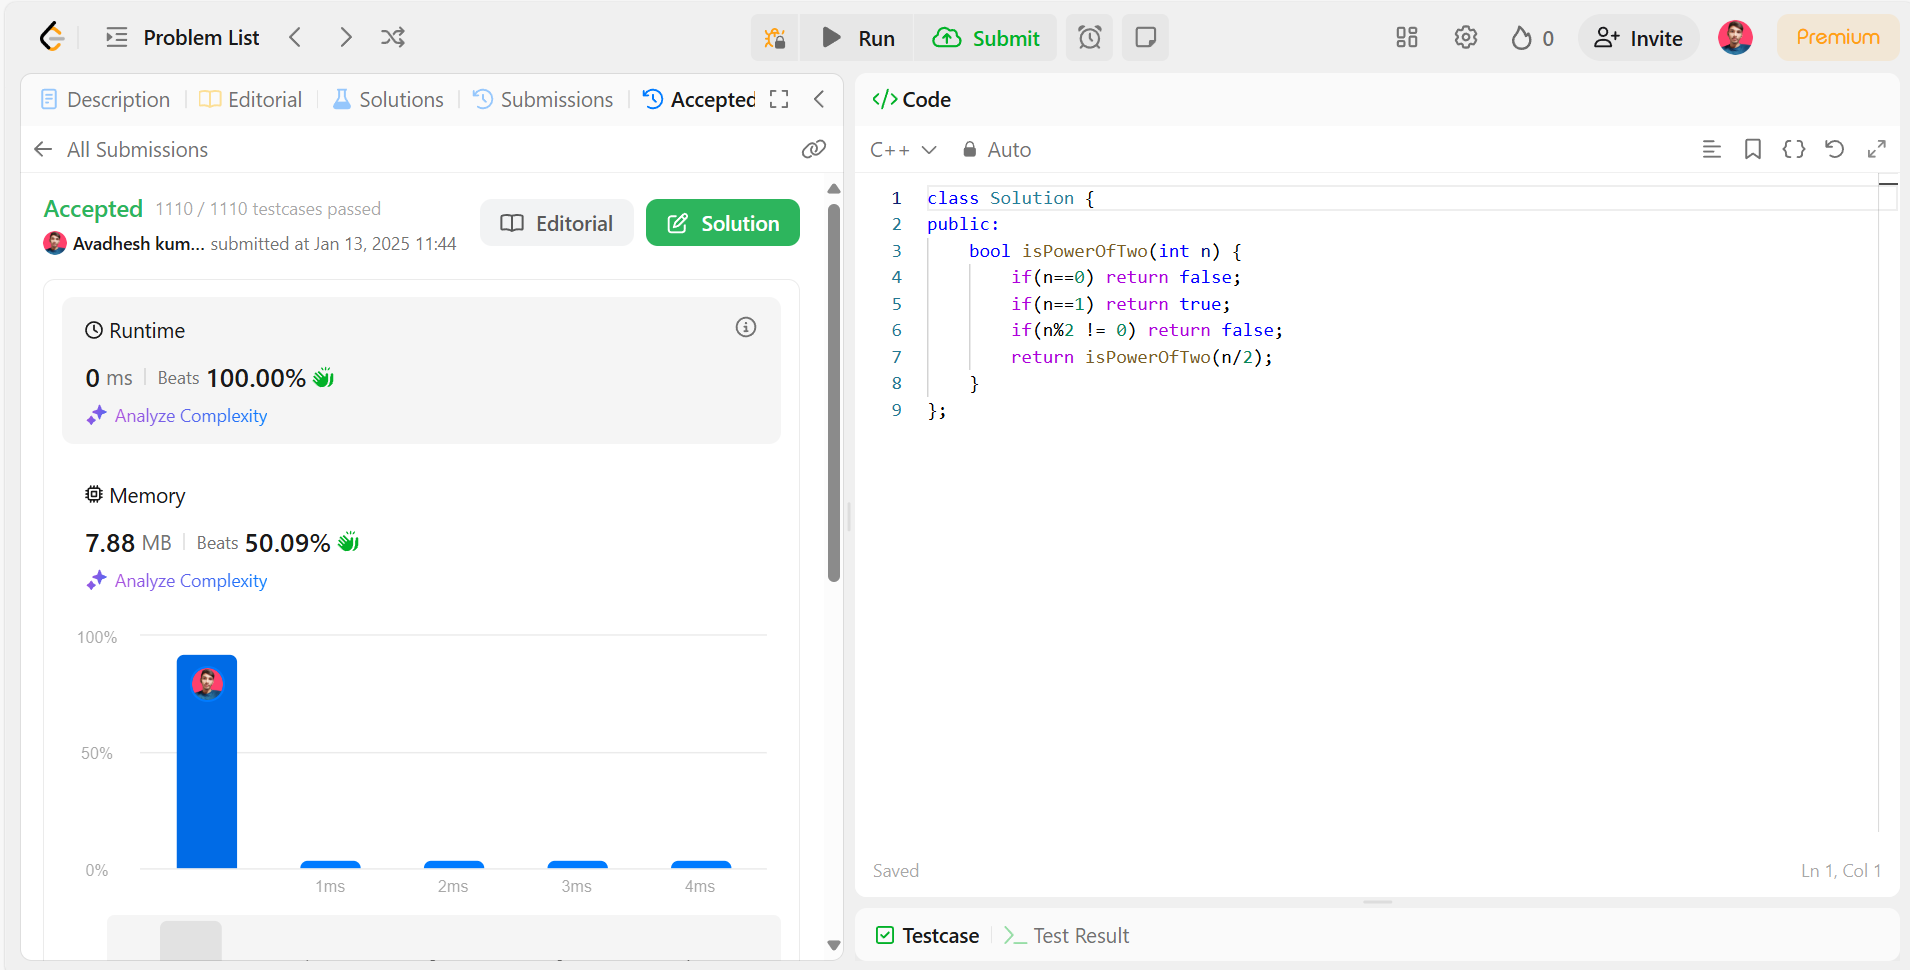 Problem List
Run
Submit
0
Invite
Premium
Description
Editorial
Solutions
Submissions
Accepted
All Submissions
Accepted 1110 / 1110 testcases passed
Avadhesh kum... submitted at Jan 13, 2025 11:44
Editorial
Solution
Runtime
0 ms Beats 100.00%
Analyze Complexity
Memory
7.88 MB Beats 50.09%
Analyze Complexity
100%
50%
0%
1ms 2ms 3ms 4ms
</> Code
C++ Auto
1 class Solution {
2 public:
3 bool isPowerOfTwo(int n) {
4 if(n==0) return false;
5 if(n==1) return true;
6 if(n%2 != 0) return false;
7 return isPowerOfTwo(n/2);
8 }
9 };
Saved
Ln 1, Col 1
Testcase
Test Result